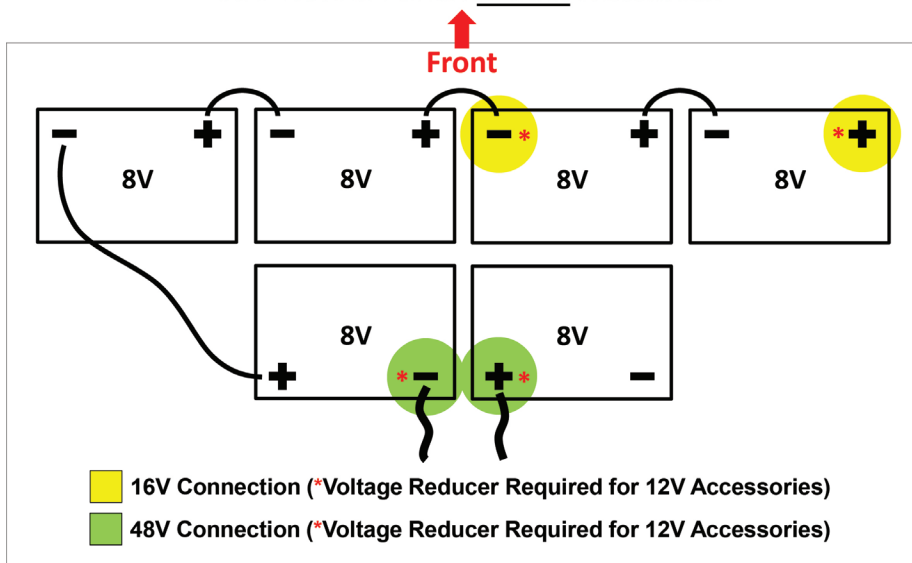 Front
- + - + - * + - * +
8V 8V 8V 8V
8V 8V
+ * - + * -
16V Connection (*Voltage Reducer Required for 12V Accessories)
48V Connection (*Voltage Reducer Required for 12V Accessories)